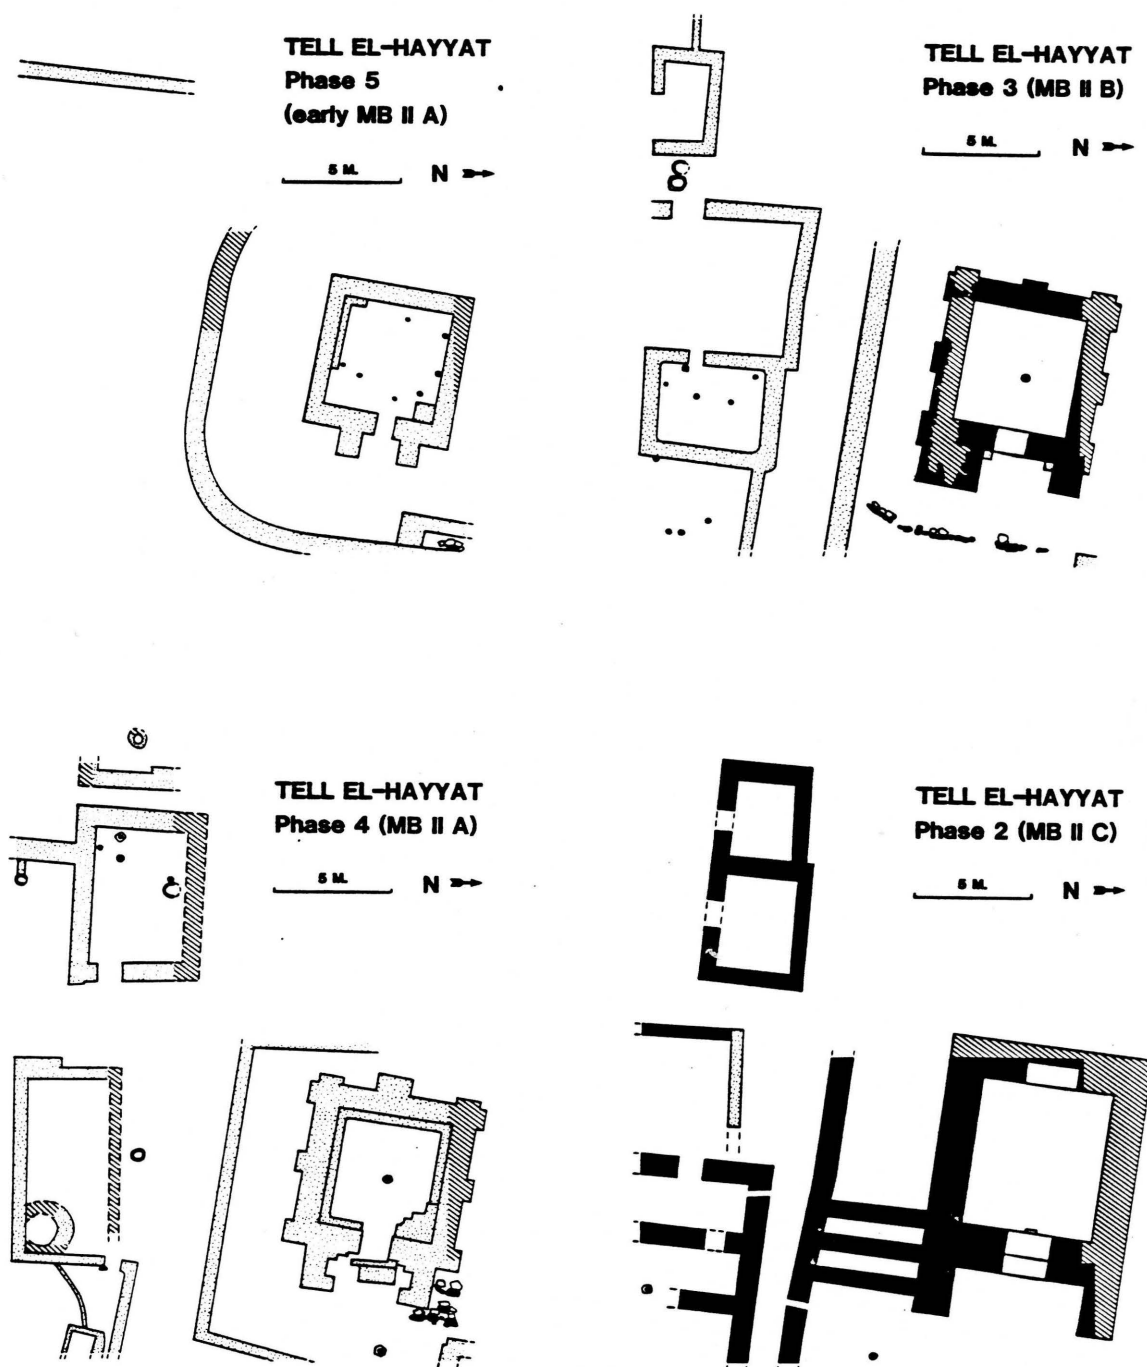 TELL EL-HAYYAT
Phase 5
(early MB II A)
5 M.
N
TELL EL-HAYYAT
Phase 3 (MB II B)
5 M.
N
TELL EL-HAYYAT
Phase 4 (MB II A)
5 M.
N
TELL EL-HAYYAT
Phase 2 (MB II C)
5 M.
N